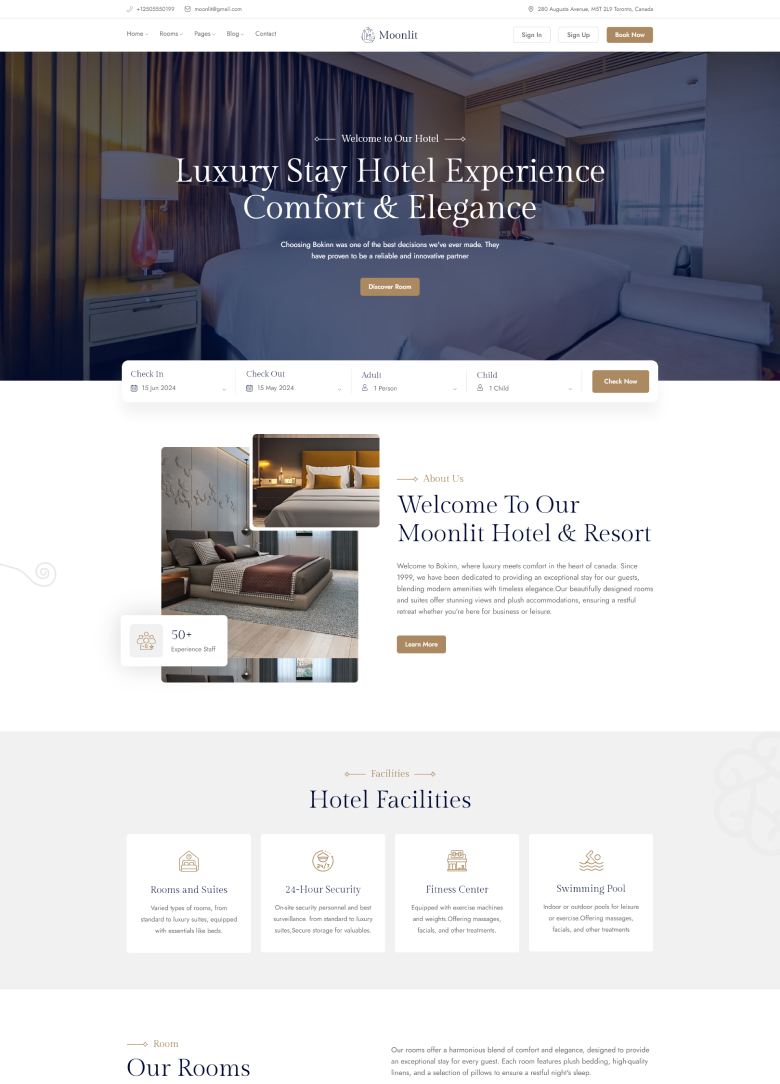 +12505550199
moonlit@gmail.com
280 Augusta Avenue, M5T 2L9 Toronto, Canada
Home
Rooms
Pages
Blog
Contact
Moonlit
Sign In
Sign Up
Book Now
Welcome to Our Hotel
Luxury Stay Hotel Experience
Comfort & Elegance
Choosing Bokinn was one of the best decisions we've ever made. They
have proven to be a reliable and innovative partner
Discover Room
Check In
15 Jun 2024
Check Out
15 May 2024
Adult
1 Person
Child
1 Child
Check Now
About Us
Welcome To Our
Moonlit Hotel & Resort
Welcome to Bokinn, where luxury meets comfort in the heart of canada. Since
1999, we have been dedicated to providing an exceptional stay for our guests,
blending modern amenities with timeless elegance.Our beautifully designed rooms
and suites offer stunning views and plush accommodations, ensuring a restful
retreat whether you're here for business or leisure.
Learn More
50+
Experience Staff
Facilities
Hotel Facilities
Rooms and Suites
Varied types of rooms, from
standard to luxury suites, equipped
with essentials like beds.
24/7
24-Hour Security
On-site security personnel and best
surveillance. from standard to luxury
suites,Secure storage for valuables.
Fitness Center
Equipped with exercise machines
and weights.Offering massages,
facials, and other treatments.
Swimming Pool
Indoor or outdoor pools for leisure
or exercise.Offering massages,
facials, and other treatments
Room
Our Rooms
Our rooms offer a harmonious blend of comfort and elegance, designed to provide
an exceptional stay for every guest. Each room features plush bedding, high-quality
linens, and a selection of pillows to ensure a restful night's sleep.